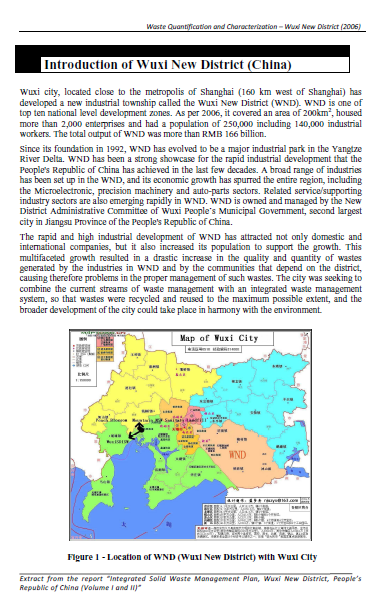 Waste Quantification and Characterization – Wuxi New District (2006)
Introduction of Wuxi New District (China)
Wuxi city, located close to the metropolis of Shanghai (160 km west of Shanghai) has
developed a new industrial township called the Wuxi New District (WND). WND is one of
top ten national level development zones. As per 2006, it covered an area of 200km², housed
more than 2,000 enterprises and had a population of 250,000 including 140,000 industrial
workers. The total output of WND was more than RMB 166 billion.
Since its foundation in 1992, WND has evolved to be a major industrial park in the Yangtze
River Delta. WND has been a strong showcase for the rapid industrial development that the
People's Republic of China has achieved in the last few decades. A broad range of industries
has been set up in the WND, and its economic growth has spurred the entire region, including
the Microelectronic, precision machinery and auto-parts sectors. Related service/supporting
industry sectors are also emerging rapidly in WND. WND is owned and managed by the New
District Administrative Committee of Wuxi People's Municipal Government, second largest
city in Jiangsu Province of the People's Republic of China.
The rapid and high industrial development of WND has attracted not only domestic and
international companies, but it also increased its population to support the growth. This
multifaceted growth resulted in a drastic increase in the quality and quantity of wastes
generated by the industries in WND and by the communities that depend on the district,
causing therefore problems in the proper management of such wastes. The city was seeking to
combine the current streams of waste management with an integrated waste management
system, so that wastes were recycled and reused to the maximum possible extent, and the
broader development of the city could take place in harmony with the environment.
Map of Wuxi City
WND
Figure 1 - Location of WND (Wuxi New District) with Wuxi City
Extract from the report "Integrated Solid Waste Management Plan, Wuxi New District, People's
Republic of China (Volume I and II)"